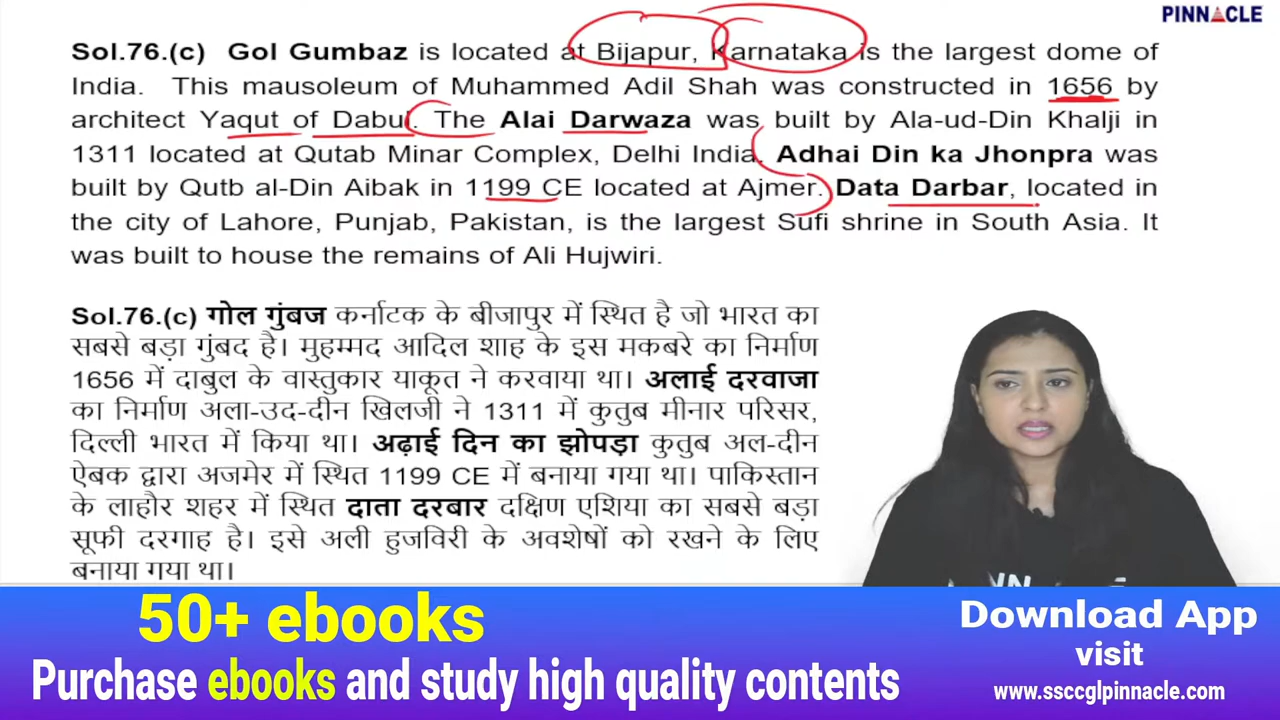 PINNACLE
Sol.76.(c) Gol Gumbaz is located at Bijapur, Karnataka is the largest dome of
India. This mausoleum of Muhammed Adil Shah was constructed in 1656 by
architect Yaqut of Dabul. The Alai Darwaza was built by Ala-ud-Din Khalji in
1311 located at Qutab Minar Complex, Delhi India. Adhai Din ka Jhonpra was
built by Qutb al-Din Aibak in 1199 CE located at Ajmer. Data Darbar, located in
the city of Lahore, Punjab, Pakistan, is the largest Sufi shrine in South Asia. It
was built to house the remains of Ali Hujwiri.
Sol.76.(c) गोल गुंबज कर्नाटक के बीजापुर में स्थित है जो भारत का
सबसे बड़ा गुंबद है। मुहम्मद आदिल शाह के इस मकबरे का निर्माण
1656 में दाबुल के वास्तुकार याकूत ने करवाया था। अलाई दरवाजा
का निर्माण अला-उद-दीन खिलजी ने 1311 में कुतुब मीनार परिसर,
दिल्ली भारत में किया था। अढ़ाई दिन का झोपड़ा कुतुब अल-दीन
ऐबक द्वारा अजमेर में स्थित 1199 CE में बनाया गया था। पाकिस्तान
के लाहौर शहर में स्थित दाता दरबार दक्षिण एशिया का सबसे बड़ा
सूफी दरगाह है। इसे अली हुजविरी के अवशेषों को रखने के लिए
बनाया गया था।
50+ ebooks
Purchase ebooks and study high quality contents
Download App
visit
www.ssccglpinnacle.com